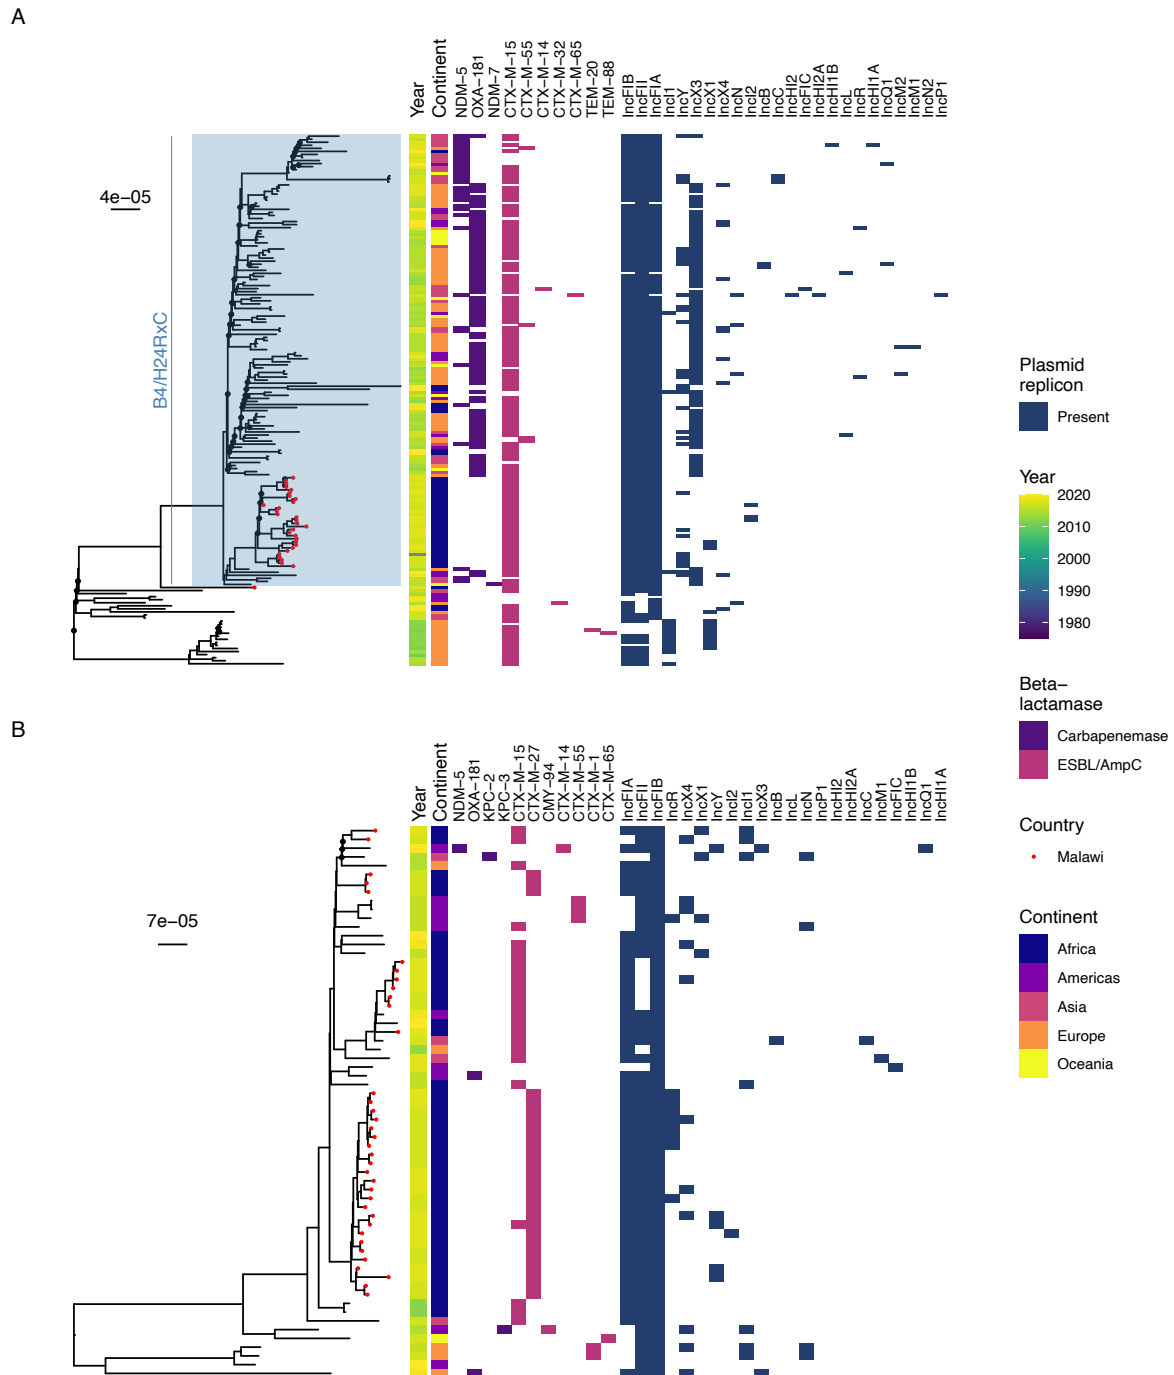 A
Year
Continent
NDM−5
OXA−181
NDM−7
CTX−M−15
CTX−M−55
CTX−M−14
CTX−M−32
CTX−M−65
TEM−20
TEM−88
IncFIB
IncFII
IncFIA
IncI1
IncY
IncX3
IncX1
IncX4
IncN
IncI2
IncB
IncC
IncHI2
IncFIC
IncHI2A
IncHI1B
IncL
IncR
IncHI1A
IncQ1
IncM2
IncM1
IncN2
IncP1
4e−05
B4/H24RxC
Plasmid
replicon
Present
Year
2020
2010
2000
1990
1980
Beta−
lactamase
Carbapenemase
ESBL/AmpC
Country
Malawi
Continent
Africa
Americas
Asia
Europe
Oceania
B
Year
Continent
NDM−5
OXA−181
KPC−2
KPC−3
CTX−M−15
CTX−M−27
CMY−94
CTX−M−14
CTX−M−55
CTX−M−1
CTX−M−65
IncFIA
IncFII
IncFIB
IncR
IncX4
IncX1
IncY
IncI2
IncI1
IncX3
IncB
IncL
IncN
IncP1
IncHI2
IncHI2A
IncC
IncM1
IncFIC
IncHI1B
IncQ1
IncHI1A
7e−05